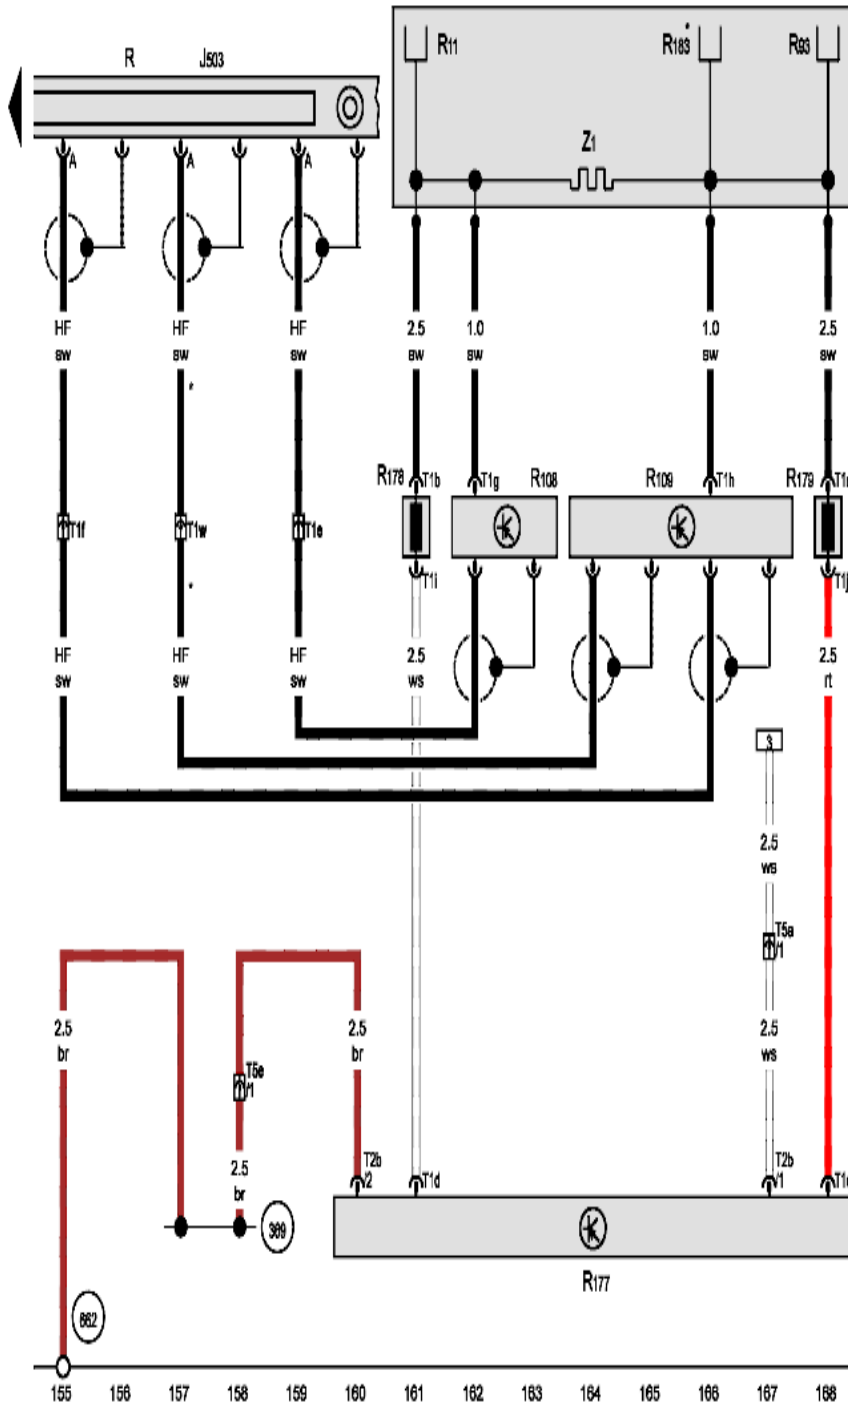 R J503 R11 R183 * R93
Z1
A A A
HF HF HF 2.5 1.0 1.0 2.5
sw sw sw sw sw sw sw
*
R178 T1b T1g R108 R109 T1h R179
T1f T1w T1e
T1i T1j
*
HF HF HF 2.5 2.5
sw sw sw ws rt
3
2.5
ws
T5a
/1
2.5 2.5 2.5
br br ws
T5e
/1
2.5
br
T2b T2b
/2 T1d /1
369
R177
662
155 156 157 158 159 160 161 162 163 164 165 166 167 168